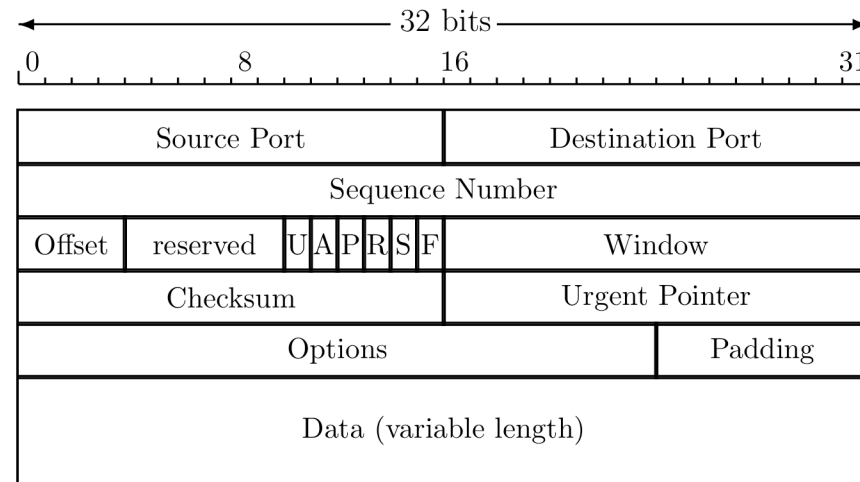 32 bits
0 8 16 31
Source Port Destination Port
Sequence Number
Offset reserved U A P R S F Window
Checksum Urgent Pointer
Options Padding
Data (variable length)